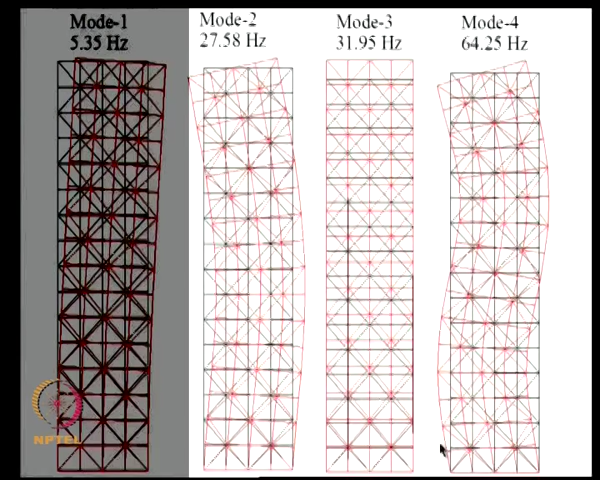 Mode-1
5.35 Hz
Mode-2
27.58 Hz
Mode-3
31.95 Hz
Mode-4
64.25 Hz
NPTEL